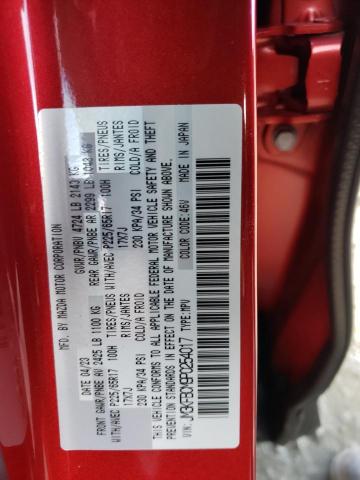 MFD. BY MAZDA MOTOR CORPORATION
DATE 04/23 GVWR/PNBV 4724 LB 2143 KG
FRONT GAWR/PNBE AV 2425 LB 1100 KG REAR GAWR/PNBE AR 2299 LB 1043 KG
WITH/AVEC P225/65R17 100H TIRES/PNEUS WITH/AVEC P225/65R17 100H TIRES/PNEUS
17X7J RIMS/JANTES 17X7J RIMS/JANTES
230 KPA/34 PSI COLD/A FROID 230 KPA/34 PSI COLD/A FROID
THIS VEHICLE CONFORMS TO ALL APPLICABLE FEDERAL MOTOR VEHICLE SAFETY AND THEFT
PREVENTION STANDARDS IN EFFECT ON THE DATE OF MANUFACTURE SHOWN ABOVE.
VIN: TYPE: MPV COLOR CODE: 46V MADE IN JAPAN